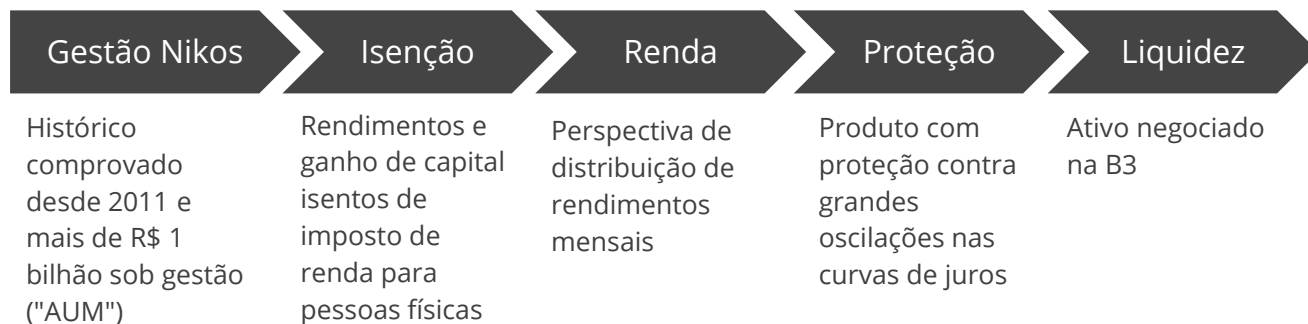 Gestão Nikos
Isenção
Renda
Proteção
Liquidez
Histórico
comprovado
desde 2011 e
mais de R$ 1
bilhão sob gestão
("AUM")
Rendimentos e
ganho de capital
isentos de
imposto de
renda para
pessoas físicas
Perspectiva de
distribuição de
rendimentos
mensais
Produto com
proteção contra
grandes
oscilações nas
curvas de juros
Ativo negociado
na B3